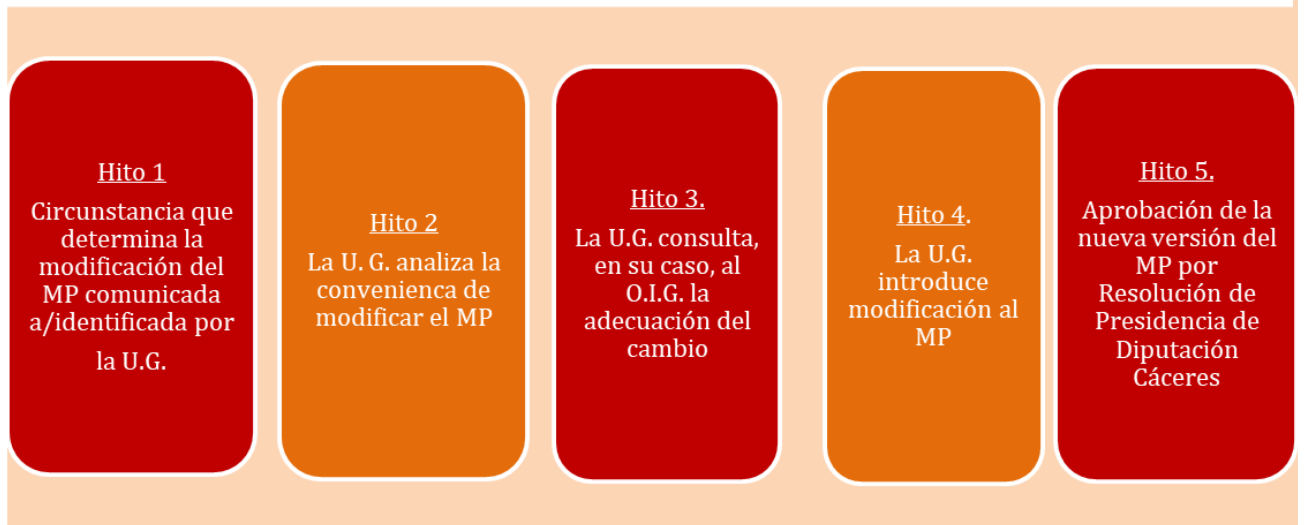 Hito 1
Circunstancia que
determina la
modificación del
MP comunicada
a/identificada por
la U.G.
Hito 2
La U. G. analiza la
convenienca de
modificar el MP
Hito 3.
La U.G. consulta,
en su caso, al
O.I.G. la
adecuación del
cambio
Hito 4.
La U.G.
introduce
modificación al
MP
Hito 5.
Aprobación de la
nueva versión del
MP por
Resolución de
Presidencia de
Diputación
Cáceres